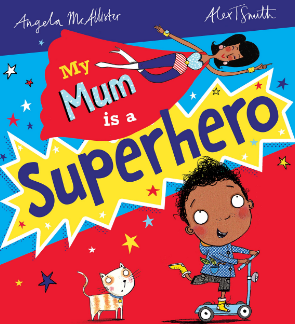 Angela McAllister
Alex T Smith
My
Mum
is a
Superhero